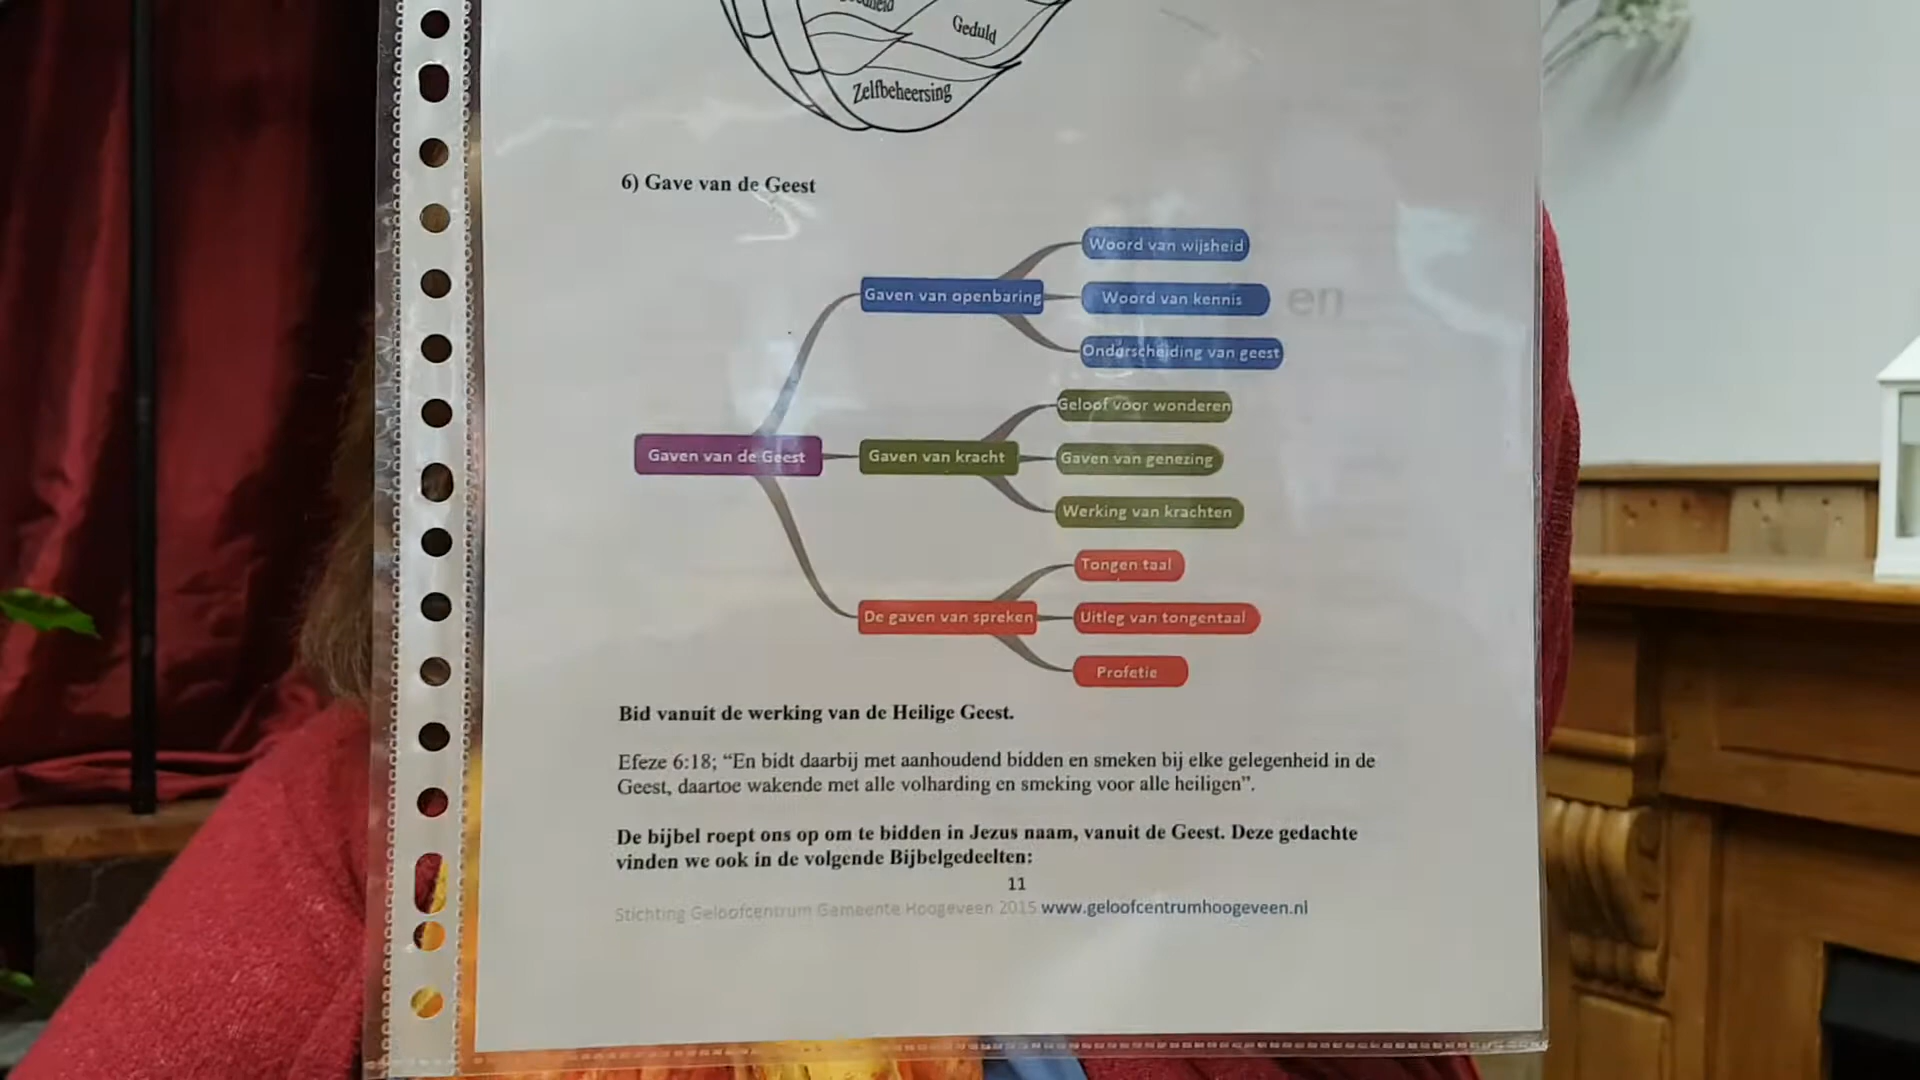 Geduld
Zelfbeheersing
6) Gave van de Geest
Woord van wijsheid
Gaven van openbaring
Woord van kennis
en
Onderscheiding van geest
Geloof voor wonderen
Gaven van de Geest
Gaven van kracht
Gaven van genezing
Werking van krachten
Tongen taal
De gaven van spreken
Uitleg van tongentaal
Profetie
Bid vanuit de werking van de Heilige Geest.
Efeze 6:18; “En bidt daarbij met aanhoudend bidden en smeken bij elke gelegenheid in de
Geest, daartoe wakende met alle volharding en smeking voor alle heiligen”.
De bijbel roept ons op om te bidden in Jezus naam, vanuit de Geest. Deze gedachte
vinden we ook in de volgende Bijbelgedeelten:
11
Stichting Geloofcentrum Gemeente Hoogeveen 2015 www.geloofcentrumhoogeveen.nl